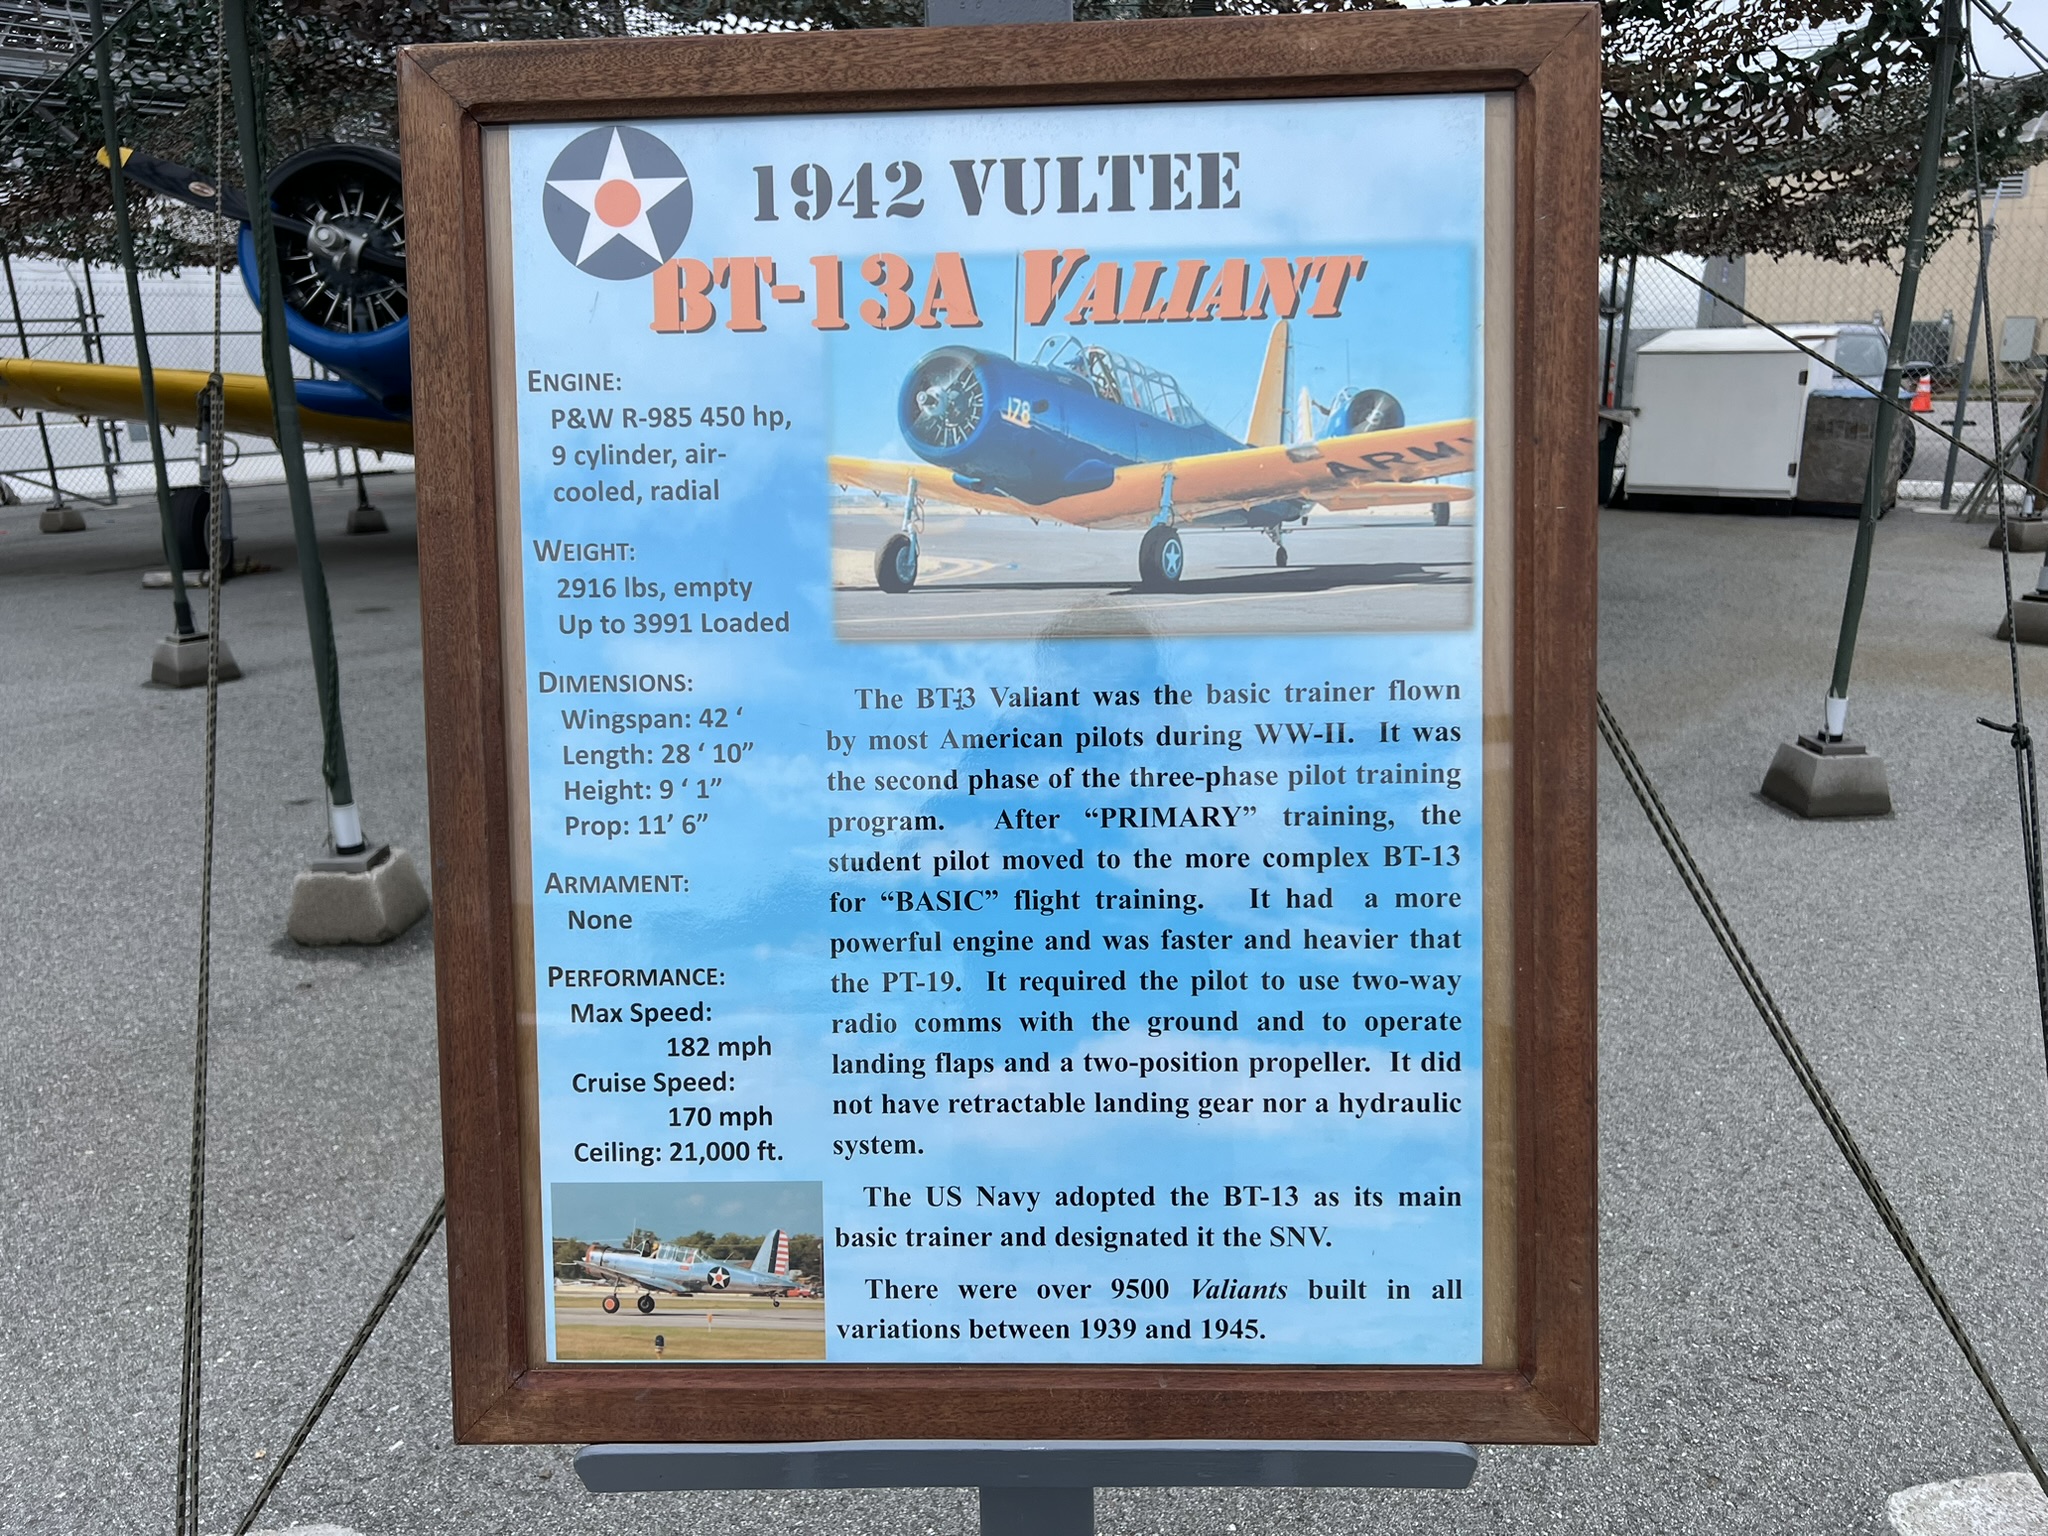 1942 VULTEE
BT-13A VALIANT
ENGINE:
P&W R-985 450 hp,
9 cylinder, air-
cooled, radial
WEIGHT:
2916 lbs, empty
Up to 3991 Loaded
DIMENSIONS:
Wingspan: 42 ‘
Length: 28 ‘ 10”
Height: 9 ‘ 1”
Prop: 11’ 6”
ARMAMENT:
None
PERFORMANCE:
Max Speed:
182 mph
Cruise Speed:
170 mph
Ceiling: 21,000 ft.
178
ARMY
The BT-13 Valiant was the basic trainer flown
by most American pilots during WW-II. It was
the second phase of the three-phase pilot training
program. After “PRIMARY” training, the
student pilot moved to the more complex BT-13
for “BASIC” flight training. It had a more
powerful engine and was faster and heavier that
the PT-19. It required the pilot to use two-way
radio comms with the ground and to operate
landing flaps and a two-position propeller. It did
not have retractable landing gear nor a hydraulic
system.
The US Navy adopted the BT-13 as its main
basic trainer and designated it the SNV.
There were over 9500 Valiants built in all
variations between 1939 and 1945.